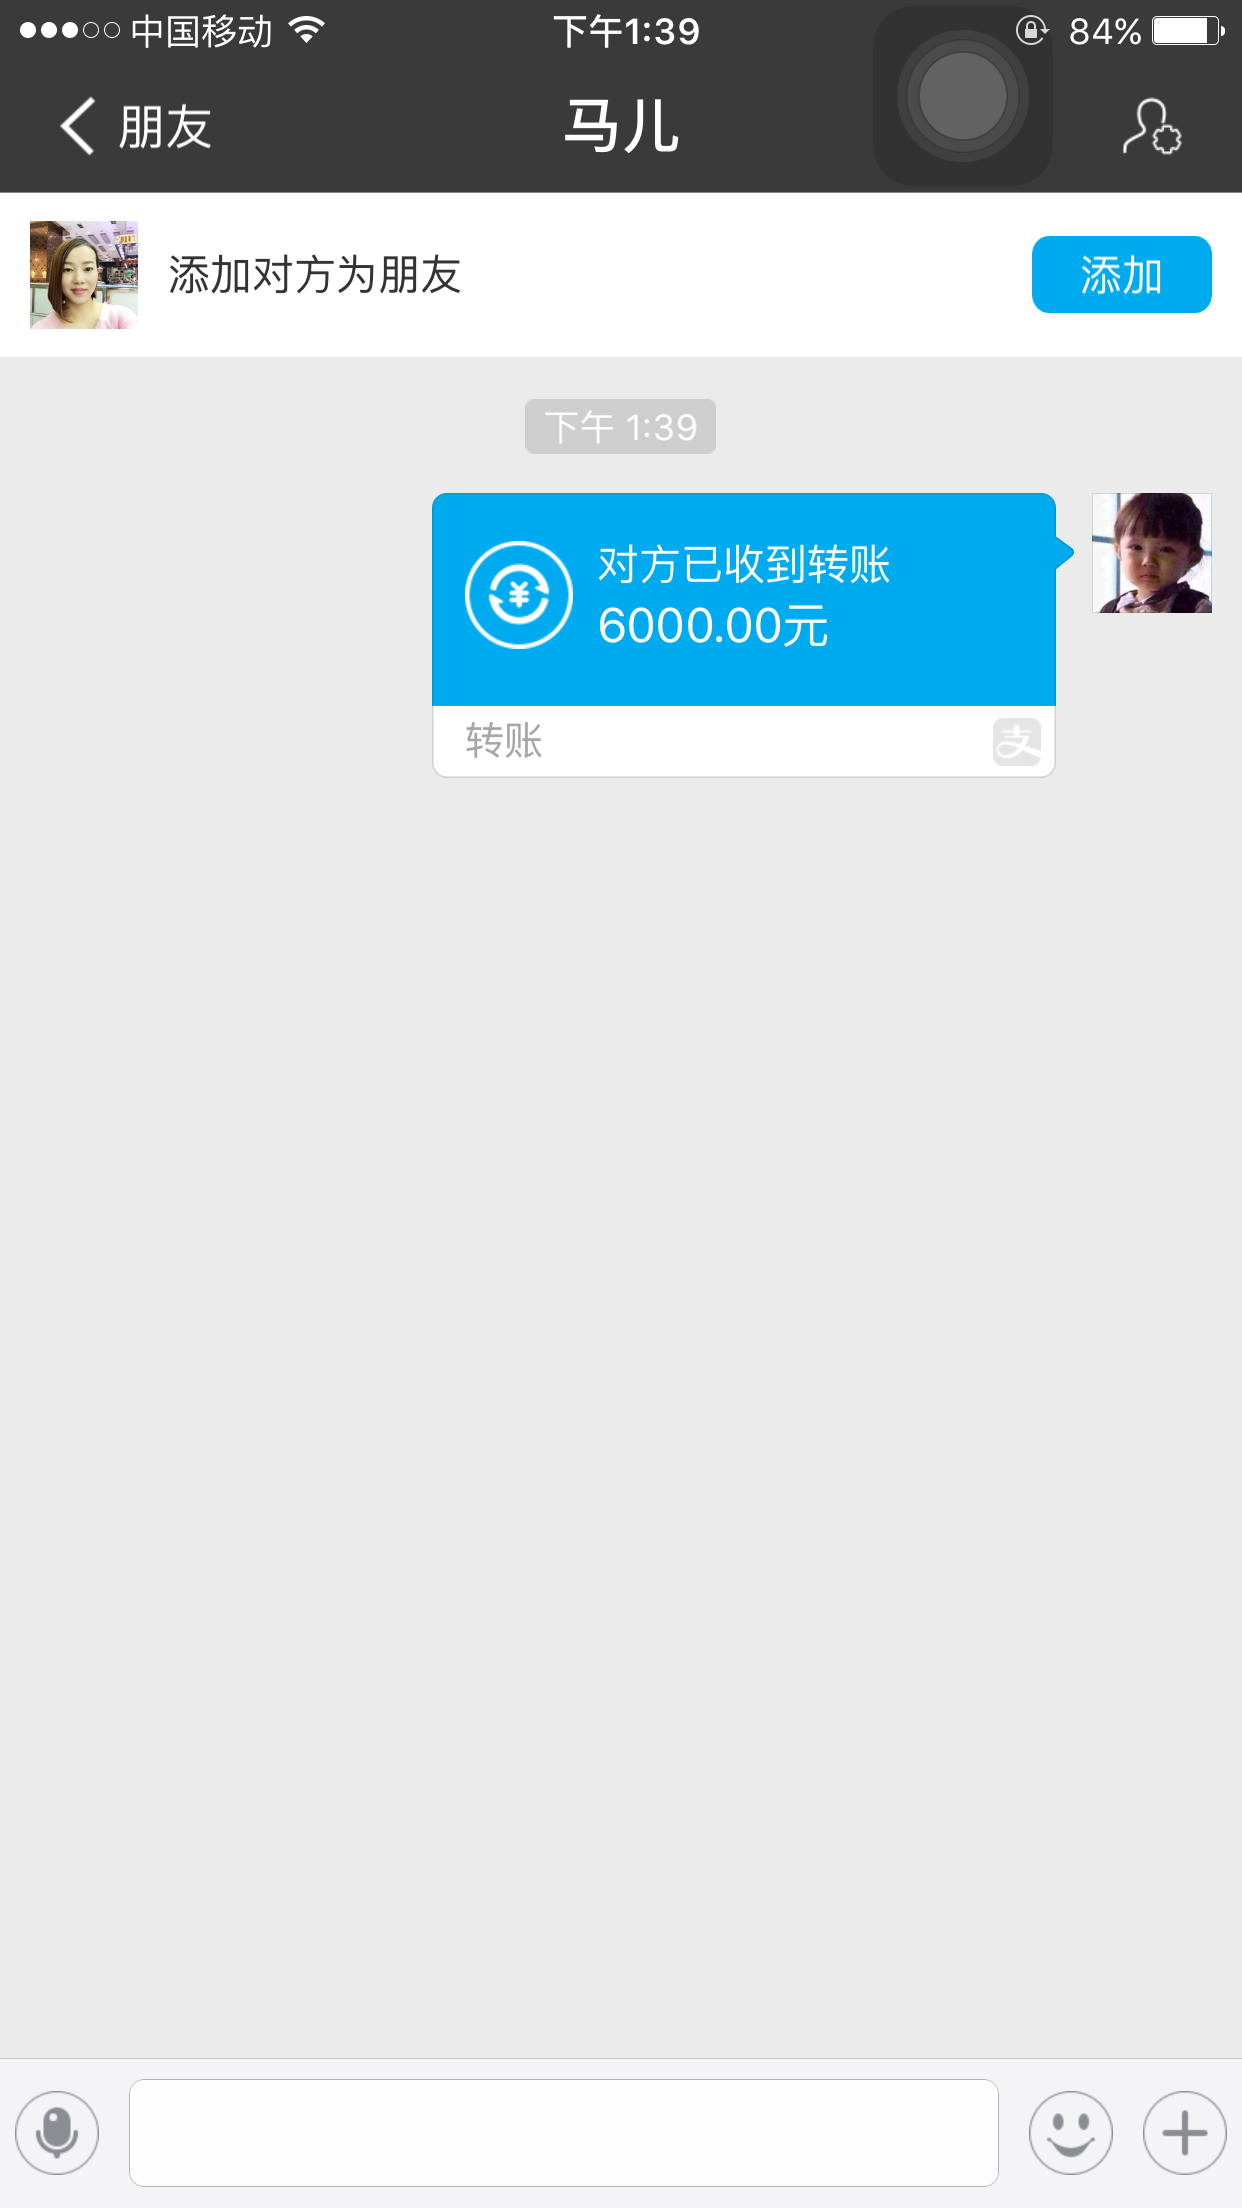 中国移动
下午1:39
84%
朋友
马儿
添加对方为朋友
添加
下午 1:39
对方已收到转账
6000.00元
转账
支